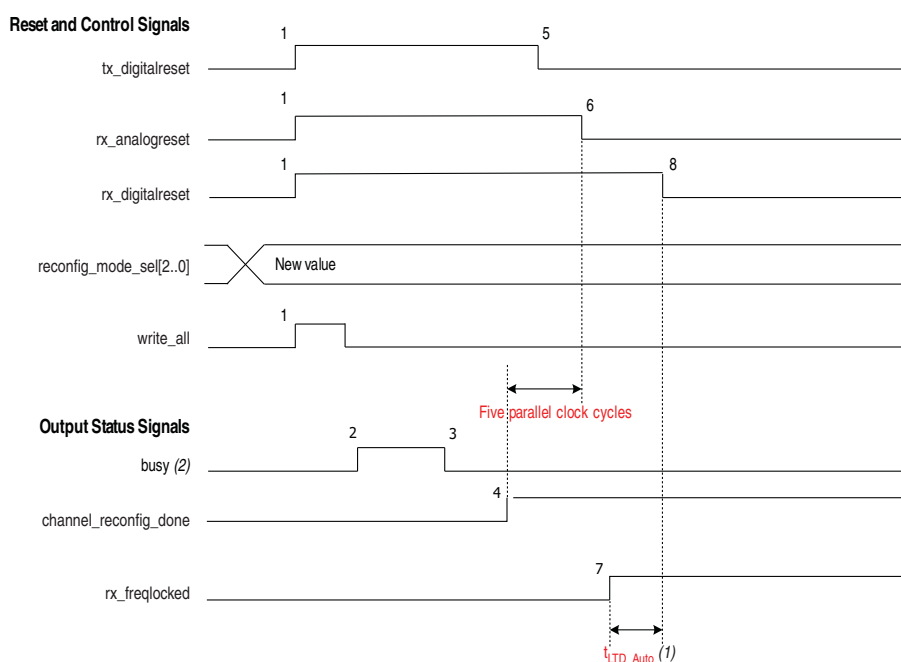 Reset and Control Signals
1
5
tx_digitalreset
1
6
rx_analogreset
1
8
rx_digitalreset
reconfig_mode_sel[2..0]
New value
1
write_all
Five parallel clock cycles
Output Status Signals
2
3
busy (2)
4
channel_reconfig_done
7
rx_freqlocked
tLTD_Auto (1)